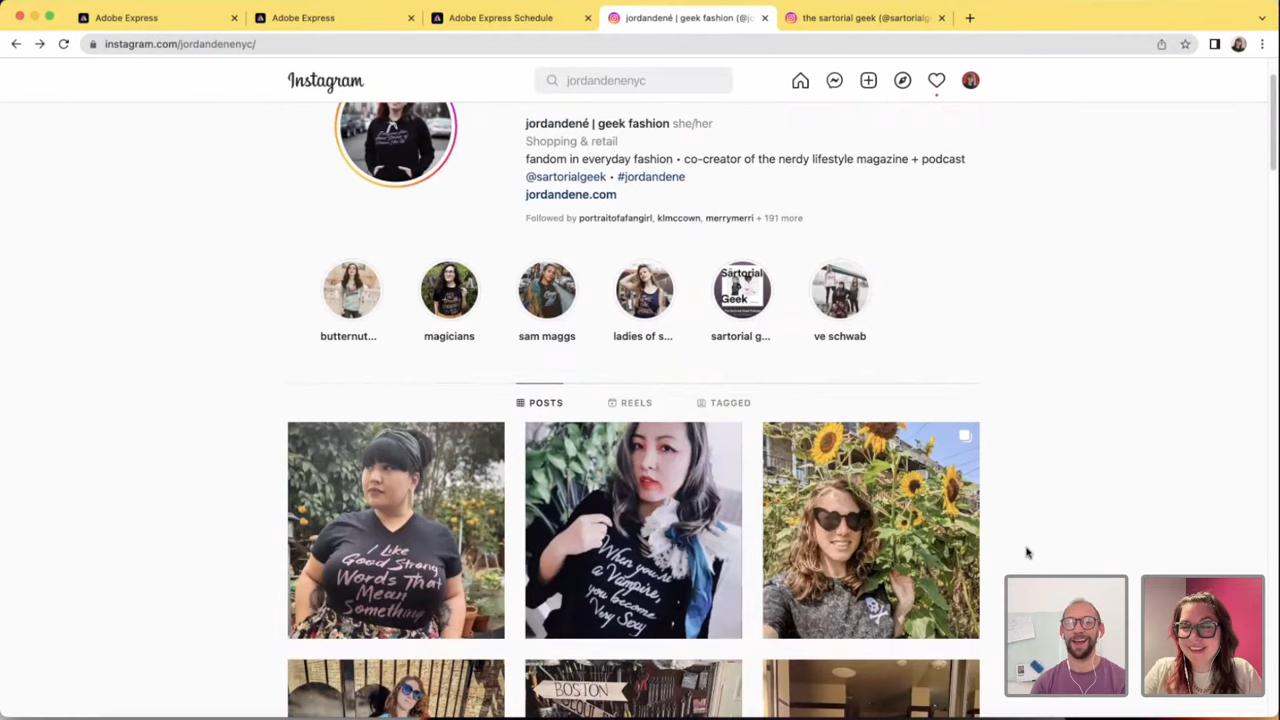 Adobe Express
Adobe Express
Adobe Express Schedule
jordandené | geek fashion (@jo
the sartorial geek (@sartorialg
instagram.com/jordandenenyc/
Instagram
jordandenenyc
jordandené | geek fashion she/her
Shopping & retail
fandom in everyday fashion • co-creator of the nerdy lifestyle magazine + podcast
@sartorialgeek • #jordandene
jordandene.com
Followed by portraitofafangirl, klmccown, merrymerri + 191 more
Sartorial
Geek
butternut...
magicians
sam maggs
ladies of s...
sartorial g...
ve schwab
POSTS
REELS
TAGGED
I Like
Good Strong
Words That
Mean
Something
When you're
a Vampire,
you become
Very Sexy
BOSTON